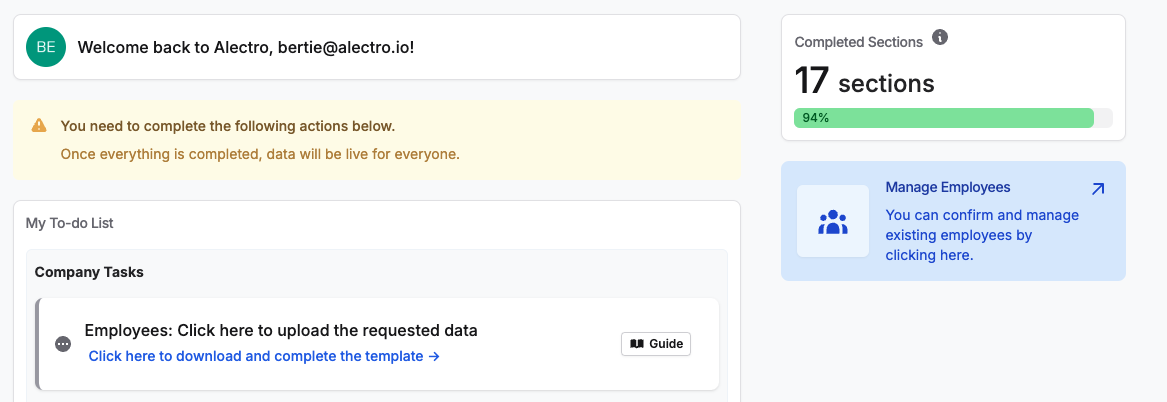 BE
Welcome back to Alectro, bertie@alectro.io!
You need to complete the following actions below.
Once everything is completed, data will be live for everyone.
My To-do List
Company Tasks
Employees: Click here to upload the requested data
Click here to download and complete the template →
Guide
Completed Sections
17 sections
94%
Manage Employees
You can confirm and manage
existing employees by
clicking here.